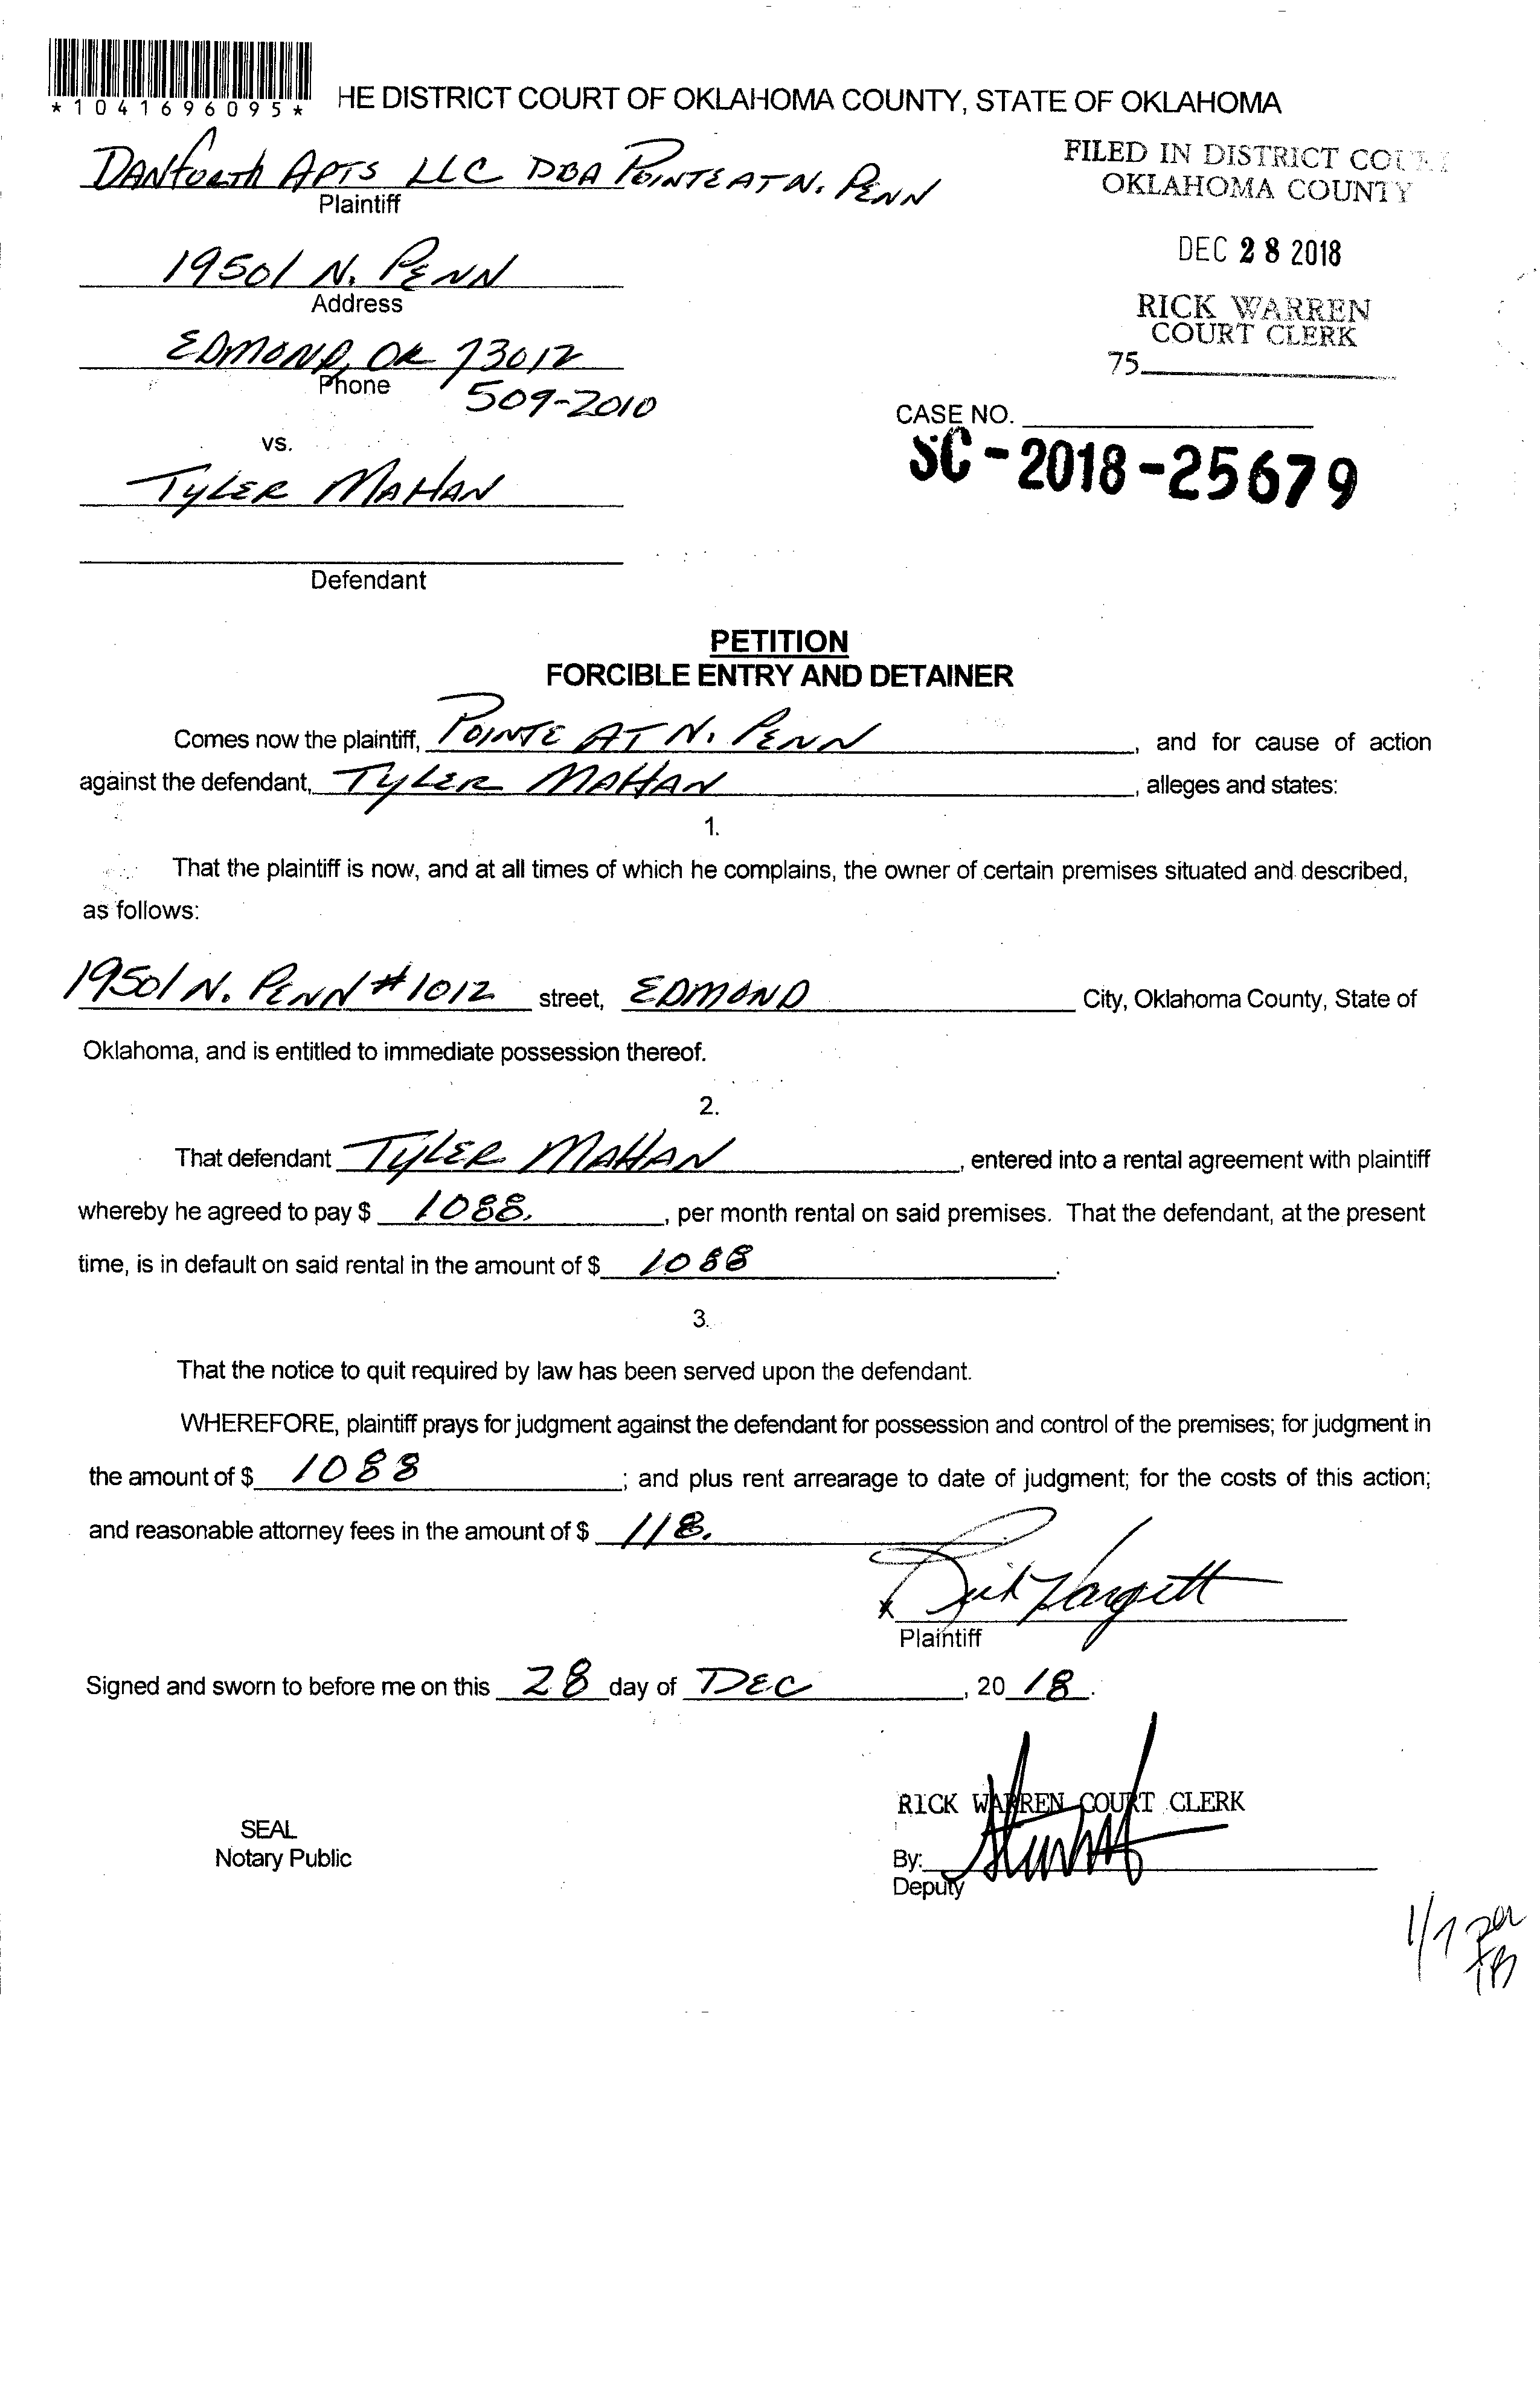 *1041696095*
HE DISTRICT COURT OF OKLAHOMA COUNTY, STATE OF OKLAHOMA
DANFORTH APTS LLC DBA POINTE AT N. PENN
Plaintiff
FILED IN DISTRICT COURT
OKLAHOMA COUNTY
DEC 28 2018
RICK WARREN
COURT CLERK
75
19501 N. PENN
Address
EDMOND, OK 73012
Phone
509-2010
CASE NO.
SC-2018-25679
vs.
TYLER MAHAN
Defendant
PETITION
FORCIBLE ENTRY AND DETAINER
Comes now the plaintiff, POINTE AT N. PENN, and for cause of action
against the defendant, TYLER MAHAN, alleges and states:
1.
That the plaintiff is now, and at all times of which he complains, the owner of certain premises situated and described,
as follows:
19501 N. PENN #1012 street, EDMOND City, Oklahoma County, State of
Oklahoma, and is entitled to immediate possession thereof.
2.
That defendant TYLER MAHAN, entered into a rental agreement with plaintiff
whereby he agreed to pay $ 1088., per month rental on said premises. That the defendant, at the present
time, is in default on said rental in the amount of $ 1088.
3.
That the notice to quit required by law has been served upon the defendant.
WHEREFORE, plaintiff prays for judgment against the defendant for possession and control of the premises; for judgment in
the amount of $ 1088; and plus rent arrearage to date of judgment; for the costs of this action;
and reasonable attorney fees in the amount of $ 118.
x
Hargett
Plaintiff
Signed and sworn to before me on this 28 day of DEC, 20 18.
RICK WARREN COURT CLERK
SEAL
Notary Public
By:
Deputy
1/7 per